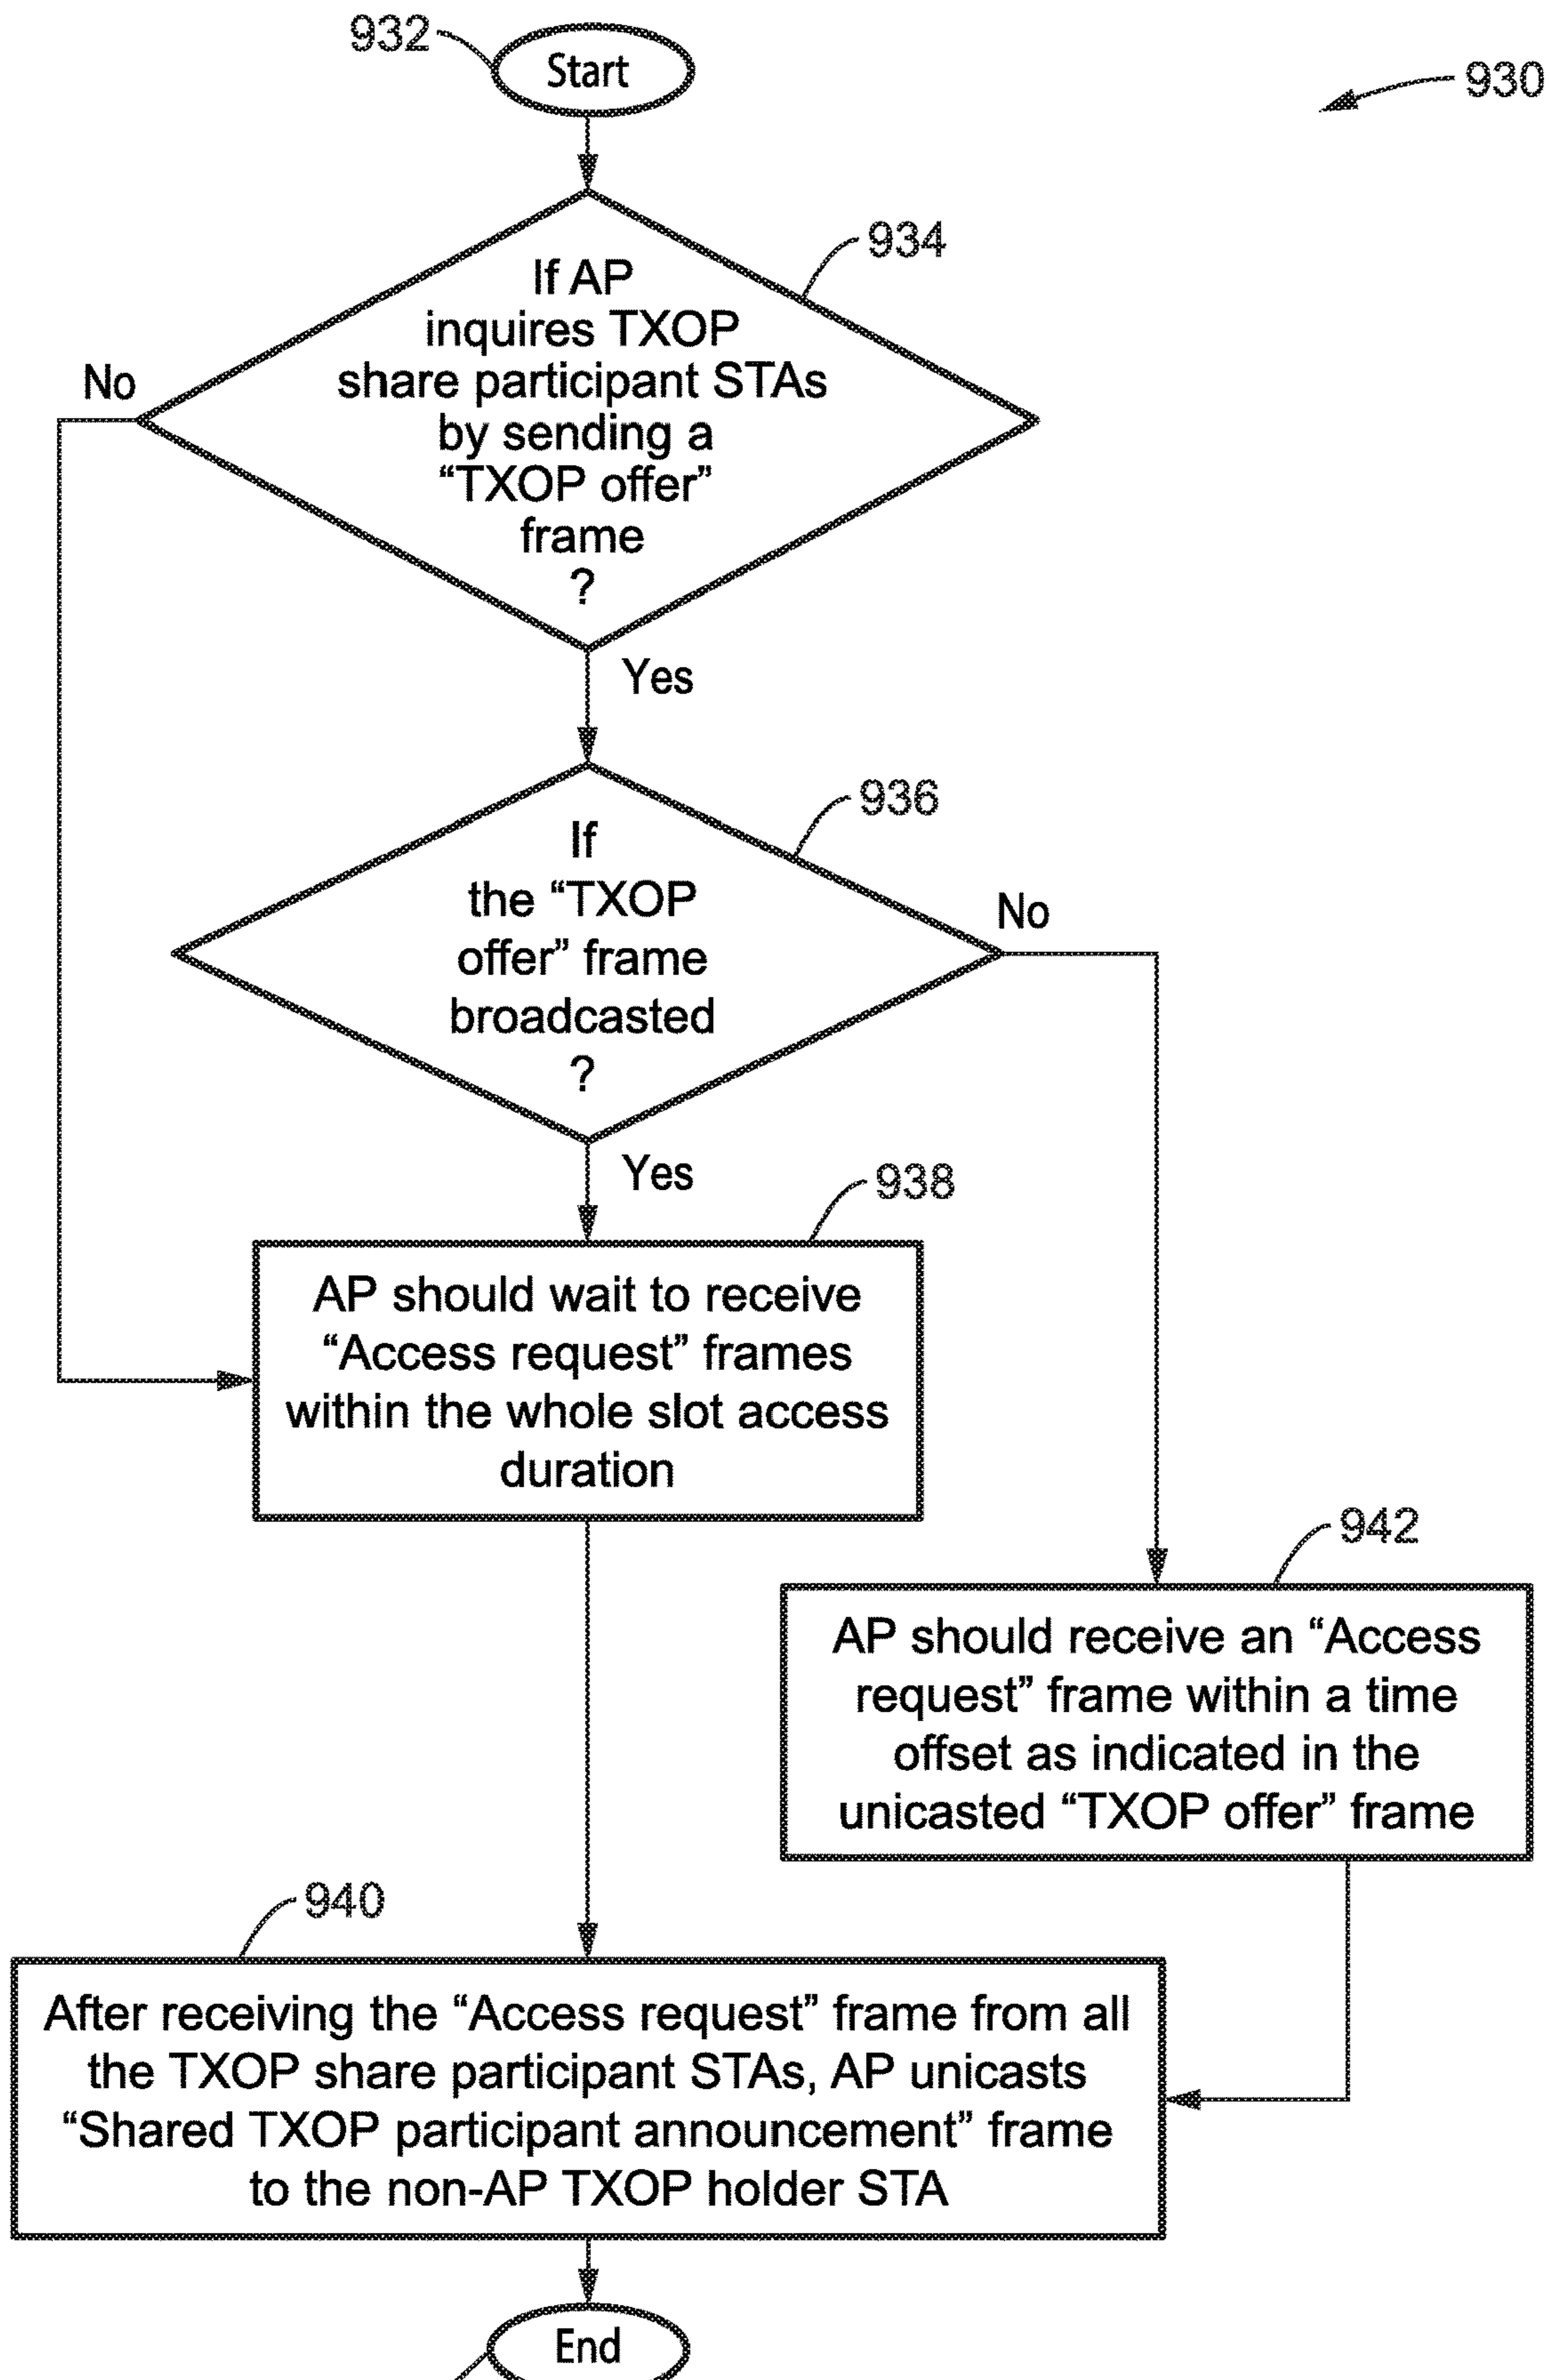 932
Start
930
934
If AP
inquires TXOP
share participant STAs
by sending a
“TXOP offer”
frame
?
No
Yes
936
If
the “TXOP
offer” frame
broadcasted
?
No
Yes
938
AP should wait to receive
“Access request” frames
within the whole slot access
duration
942
AP should receive an “Access
request” frame within a time
offset as indicated in the
unicasted “TXOP offer” frame
940
After receiving the “Access request” frame from all
the TXOP share participant STAs, AP unicasts
“Shared TXOP participant announcement” frame
to the non-AP TXOP holder STA
End